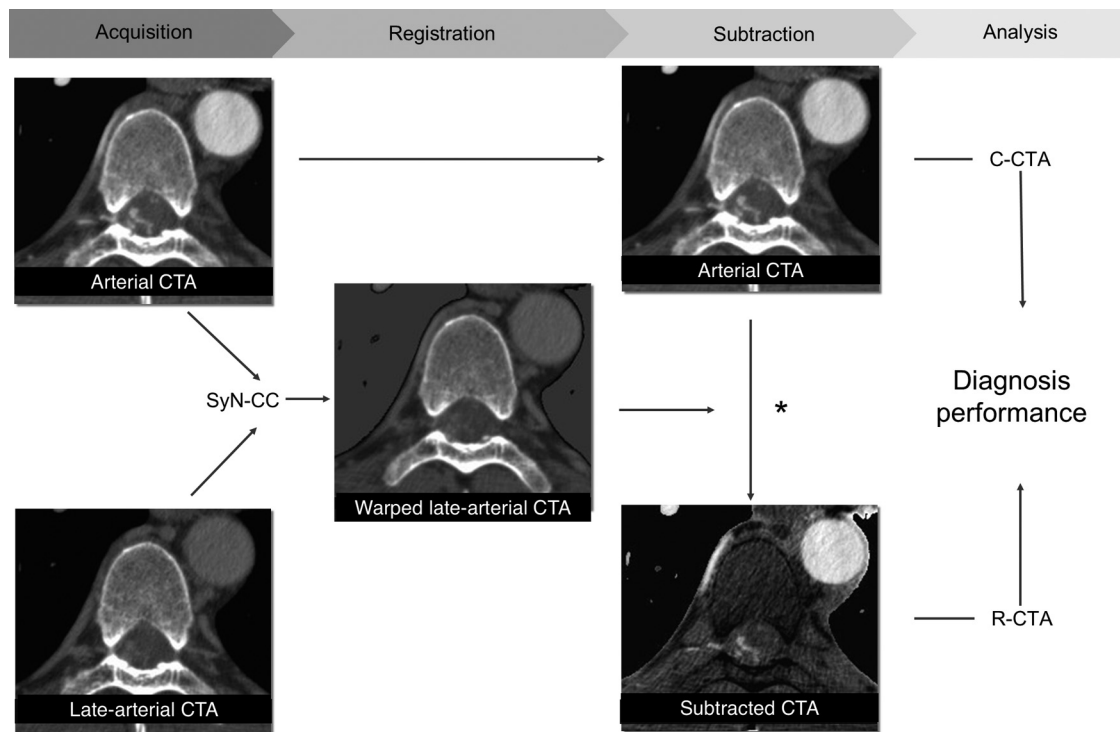 Acquisition
Registration
Subtraction
Analysis
Arterial CTA
Arterial CTA
C-CTA
SyN-CC
Warped late-arterial CTA
*
Diagnosis
performance
Late-arterial CTA
Subtracted CTA
R-CTA